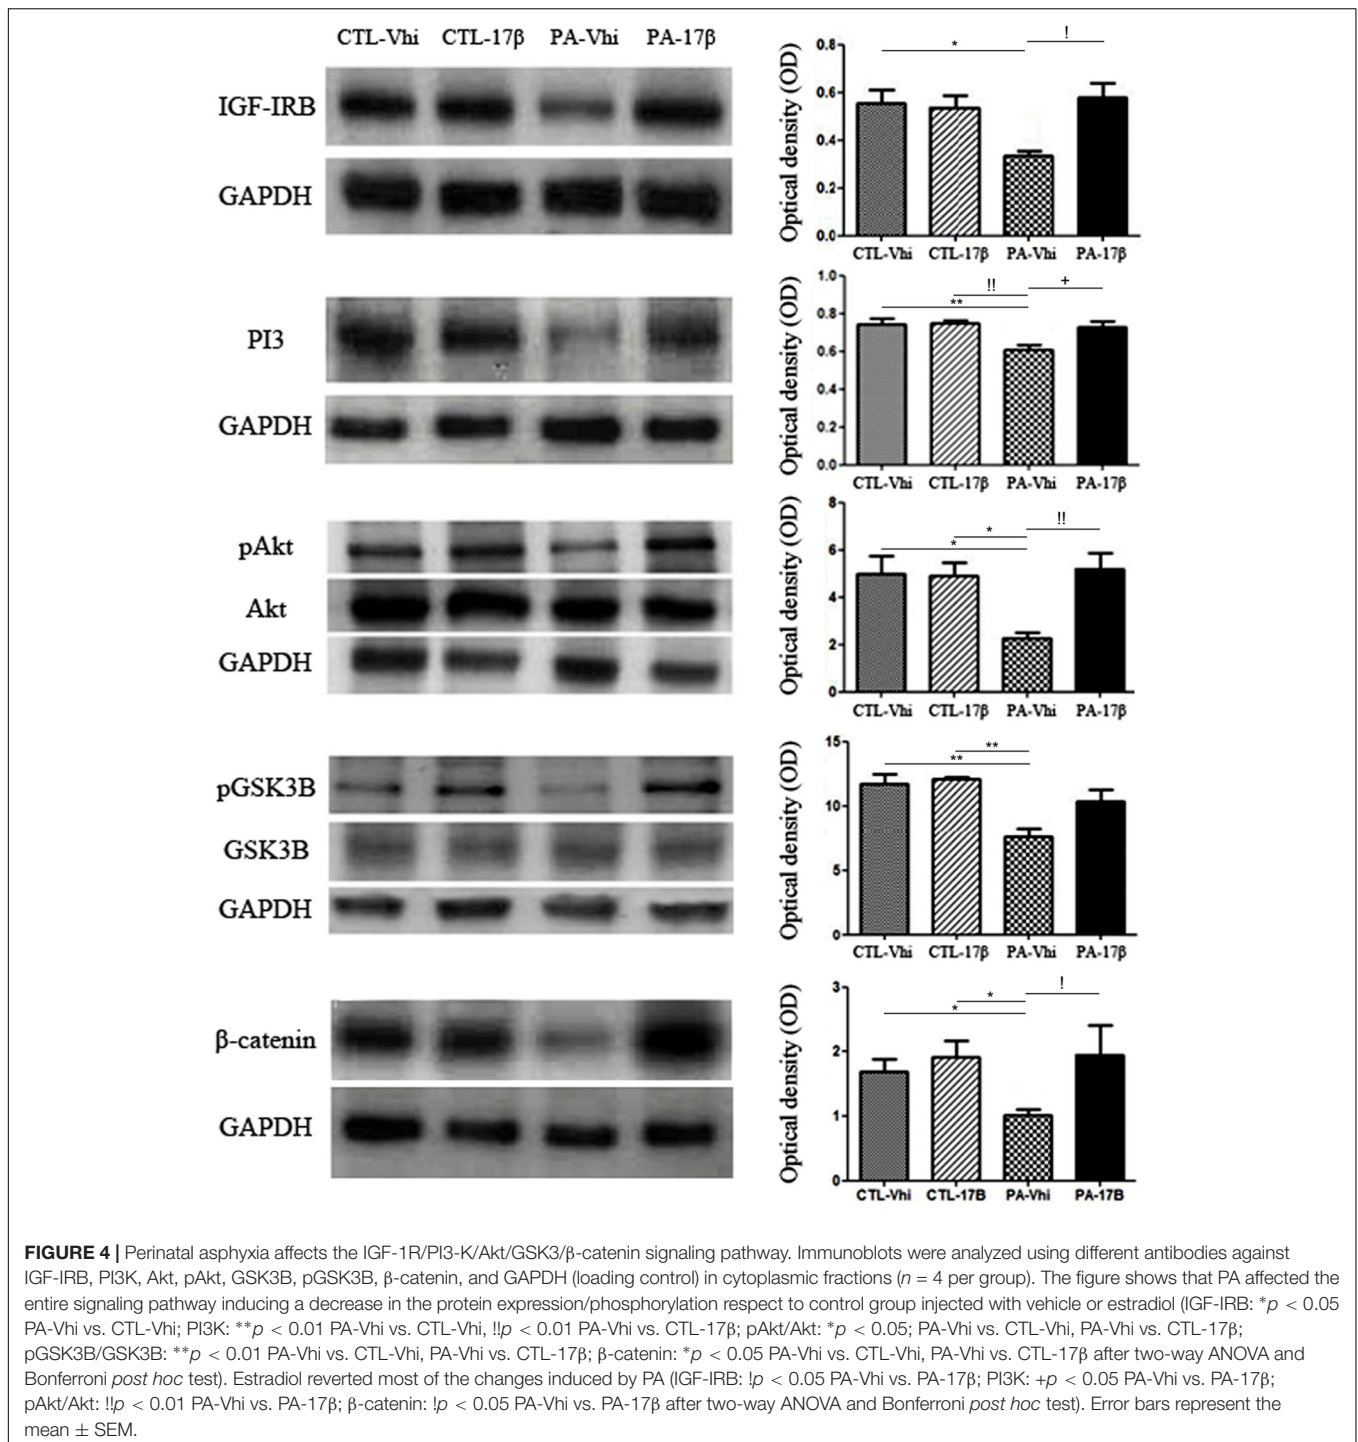 CTL-Vhi CTL-17β PA-Vhi PA-17β
IGF-IRB
GAPDH
Optical density (OD)
0.8
0.6
0.4
0.2
0.0
* !
CTL-Vhi CTL-17β PA-Vhi PA-17β
PI3
GAPDH
Optical density (OD)
1.0
0.8
0.6
0.4
0.2
0.0
** !! +
CTL-Vhi CTL-17β PA-Vhi PA-17β
pAkt
Akt
GAPDH
Optical density (OD)
8
6
4
2
0
* * !!
CTL-Vhi CTL-17β PA-Vhi PA-17β
pGSK3B
GSK3B
GAPDH
Optical density (OD)
15
10
5
0
** **
CTL-Vhi CTL-17β PA-Vhi PA-17β
β-catenin
GAPDH
Optical density (OD)
3
2
1
0
* * !
CTL-Vhi CTL-17B PA-Vhi PA-17B
FIGURE 4 | Perinatal asphyxia affects the IGF-1R/PI3-K/Akt/GSK3/β-catenin signaling pathway. Immunoblots were analyzed using different antibodies against
IGF-IRB, PI3K, Akt, pAkt, GSK3B, pGSK3B, β-catenin, and GAPDH (loading control) in cytoplasmic fractions (n = 4 per group). The figure shows that PA affected the
entire signaling pathway inducing a decrease in the protein expression/phosphorylation respect to control group injected with vehicle or estradiol (IGF-IRB: *p < 0.05
PA-Vhi vs. CTL-Vhi; PI3K: **p < 0.01 PA-Vhi vs. CTL-Vhi, !!p < 0.01 PA-Vhi vs. CTL-17β; pAkt/Akt: *p < 0.05; PA-Vhi vs. CTL-Vhi, PA-Vhi vs. CTL-17β;
pGSK3B/GSK3B: **p < 0.01 PA-Vhi vs. CTL-Vhi, PA-Vhi vs. CTL-17β; β-catenin: *p < 0.05 PA-Vhi vs. CTL-Vhi, PA-Vhi vs. CTL-17β after two-way ANOVA and
Bonferroni post hoc test). Estradiol reverted most of the changes induced by PA (IGF-IRB: !p < 0.05 PA-Vhi vs. PA-17β; PI3K: +p < 0.05 PA-Vhi vs. PA-17β;
pAkt/Akt: !!p < 0.01 PA-Vhi vs. PA-17β; β-catenin: !p < 0.05 PA-Vhi vs. PA-17β after two-way ANOVA and Bonferroni post hoc test). Error bars represent the
mean ± SEM.